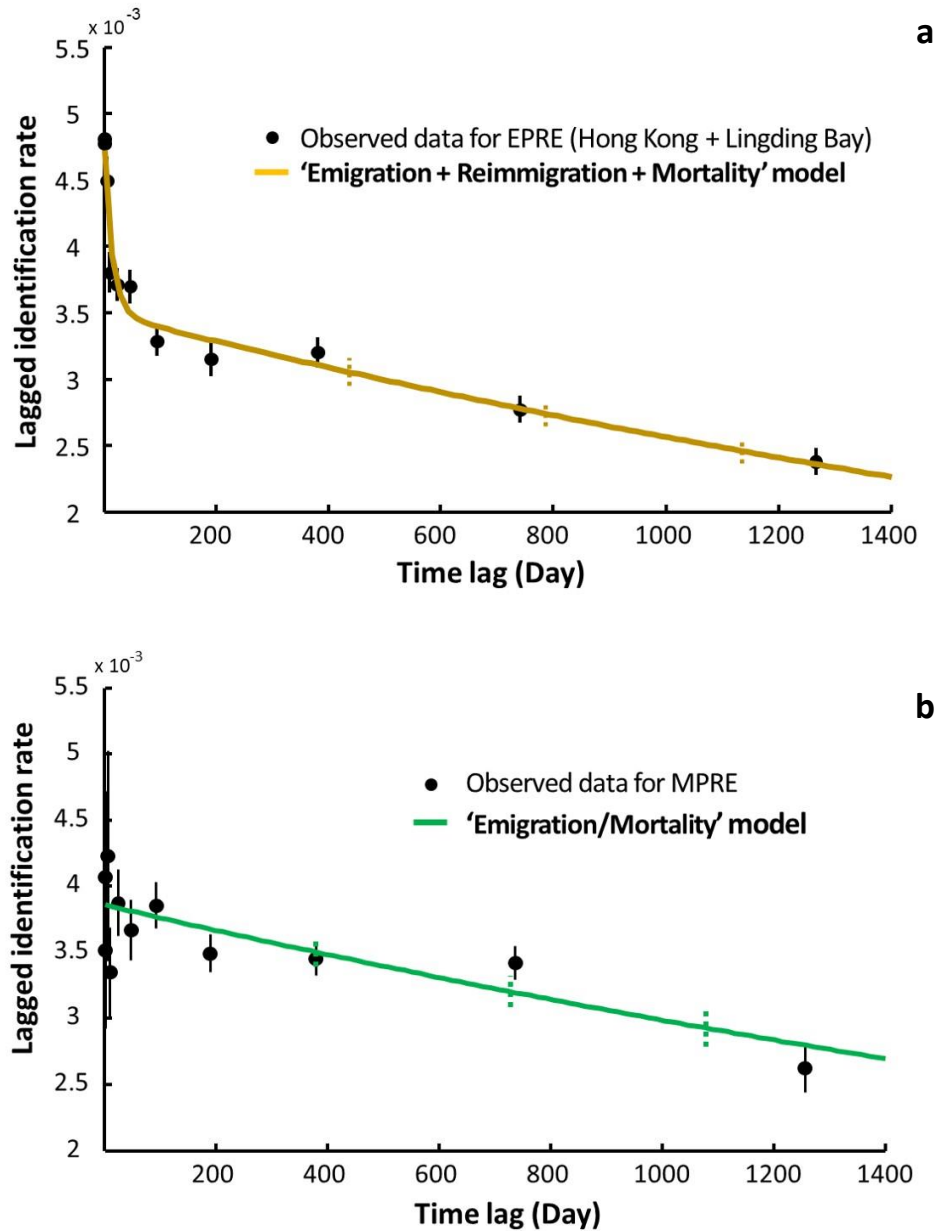 x 10⁻³
a
5.5
5
4.5
4
3.5
3
2.5
2
Lagged identification rate
Observed data for EPRE (Hong Kong + Lingding Bay)
‘Emigration + Reimmigration + Mortality’ model
200 400 600 800 1000 1200 1400
Time lag (Day)
x 10⁻³
b
5.5
5
4.5
4
3.5
3
2.5
2
Lagged identification rate
Observed data for MPRE
‘Emigration/Mortality’ model
200 400 600 800 1000 1200 1400
Time lag (Day)